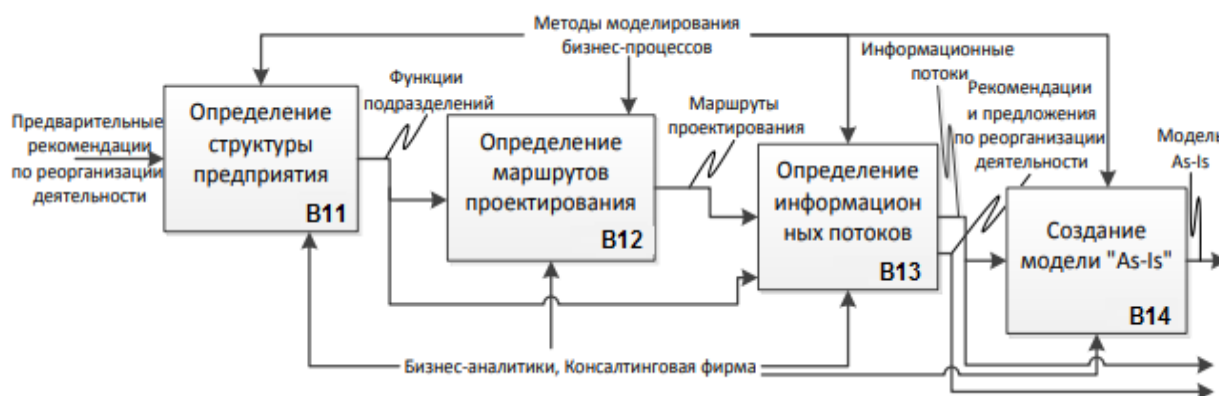 Методы моделирования
бизнес-процессов
Предварительные
рекомендации
по реорганизации
деятельности
Определение
структуры
предприятия
B11
Функции
подразделений
Определение
маршрутов
проектирования
B12
Маршруты
проектирования
Определение
информацион
ных потоков
B13
Информационные
потоки
Рекомендации
и предложения
по реорганизации
деятельности
Создание
модели "As-Is"
B14
Модель
As-Is
Бизнес-аналитики, Консалтинговая фирма